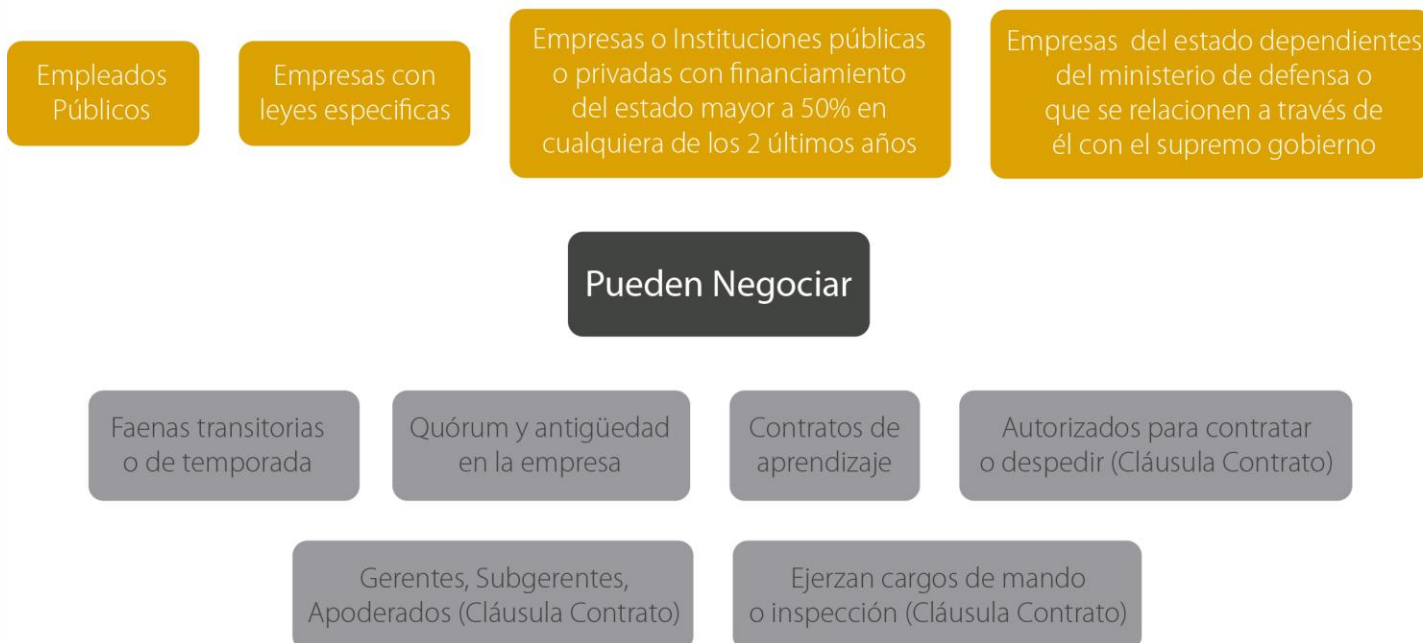 Empleados
Públicos
Empresas con
leyes especificas
Empresas o Instituciones públicas
o privadas con financiamiento
del estado mayor a 50% en
cualquiera de los 2 últimos años
Empresas del estado dependientes
del ministerio de defensa o
que se relacionen a través de
él con el supremo gobierno
Pueden Negociar
Faenas transitorias
o de temporada
Quórum y antigüedad
en la empresa
Contratos de
aprendizaje
Autorizados para contratar
o despedir (Cláusula Contrato)
Gerentes, Subgerentes,
Apoderados (Cláusula Contrato)
Ejerzan cargos de mando
o inspección (Cláusula Contrato)